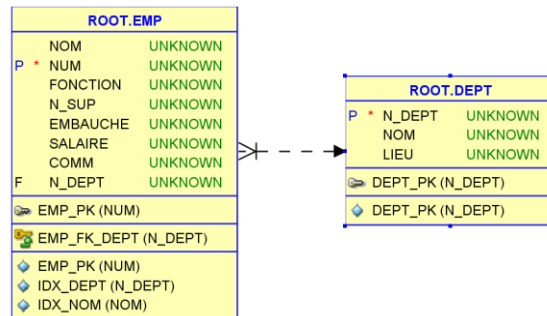 ROOT.EMP
NOM UNKNOWN
P * NUM UNKNOWN
FONCTION UNKNOWN
N_SUP UNKNOWN
EMBAUCHE UNKNOWN
SALAIRE UNKNOWN
COMM UNKNOWN
F N_DEPT UNKNOWN
EMP_PK (NUM)
EMP_FK_DEPT (N_DEPT)
EMP_PK (NUM)
IDX_DEPT (N_DEPT)
IDX_NOM (NOM)
ROOT.DEPT
P * N_DEPT UNKNOWN
NOM UNKNOWN
LIEU UNKNOWN
DEPT_PK (N_DEPT)
DEPT_PK (N_DEPT)